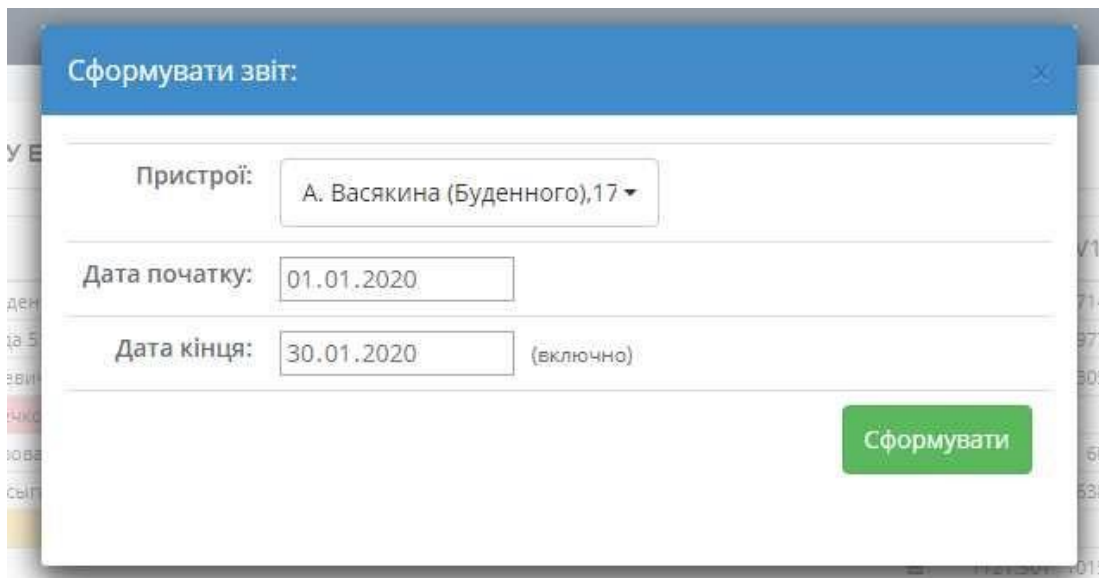 Сформувати звіт:
×
Пристрої:
А. Васякина (Буденного),17
Дата початку:
01.01.2020
Дата кінця:
30.01.2020
(включно)
Сформувати